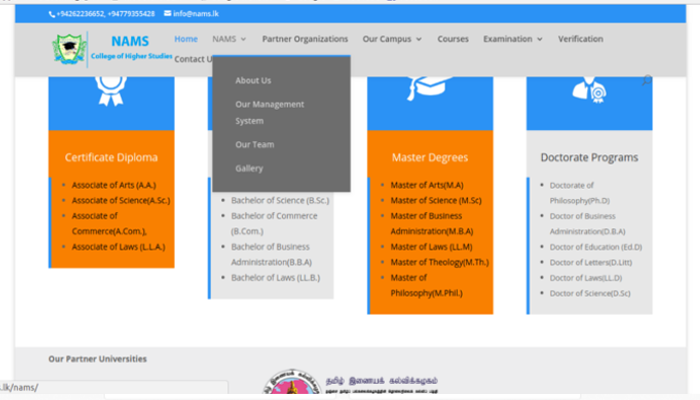 +94262236652, +94779355428 info@nams.lk
NAMS
College of Higher Studies
Home NAMS Partner Organizations Our Campus Courses Examination Verification
Contact U
About Us
Our Management
System
Our Team
Gallery
Certificate Diploma
Associate of Arts (A.A.)
Associate of Science(A.Sc.)
Associate of
Commerce(A.Com.),
Associate of Laws (L.L.A.)
Bachelor of Science (B.Sc.)
Bachelor of Commerce
(B.Com.)
Bachelor of Business
Administration(B.B.A)
Bachelor of Laws (LL.B.)
Master Degrees
Master of Arts(M.A)
Master of Science (M.Sc)
Master of Business
Administration(M.B.A)
Master of Laws (LL.M)
Master of Theology(M.Th.)
Master of
Philosophy(M.Phil.)
Doctorate Programs
Doctorate of
Philosophy(Ph.D)
Doctor of Business
Administration(D.B.A)
Doctor of Education (Ed.D)
Doctor of Letters(D.Litt)
Doctor of Laws(LL.D)
Doctor of Science(D.Sc)
Our Partner Universities
தமிழ் இணையக் கல்விக்கழகம்
.lk/nams/